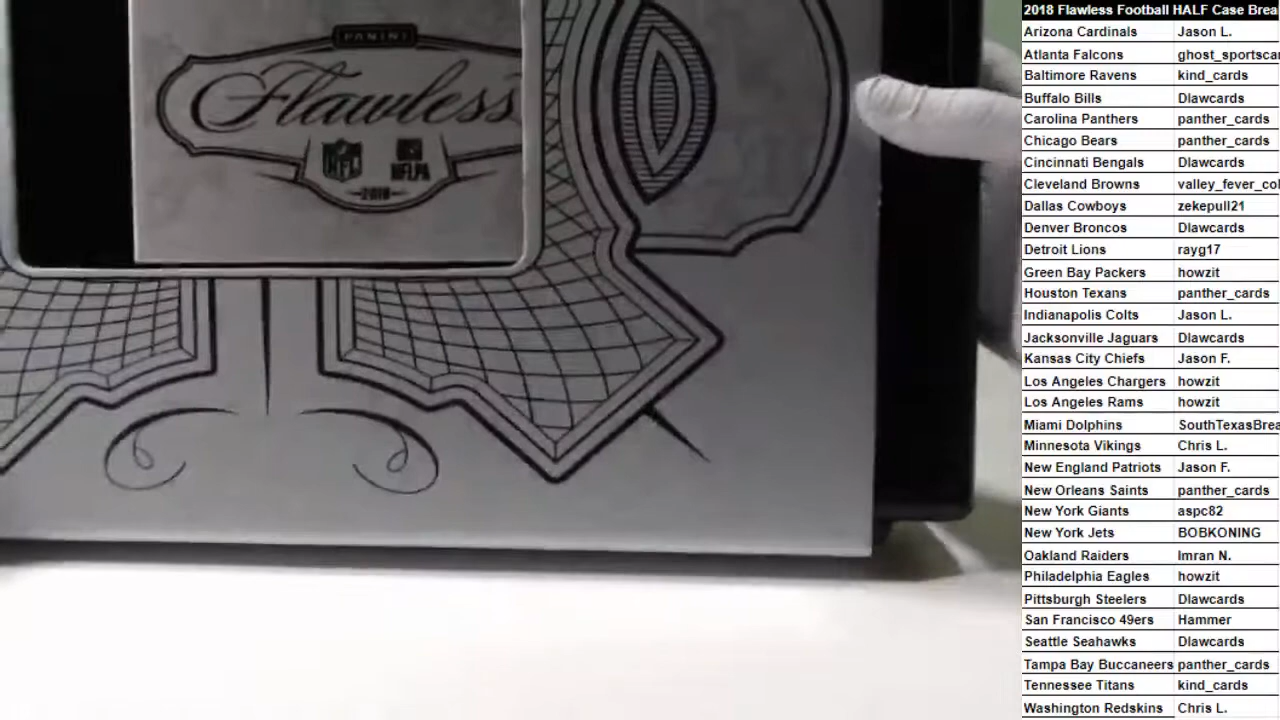 PANINI
Flawless
NFL
NFLPA
2018
2018 Flawless Football HALF Case Brea
Arizona Cardinals Jason L.
Atlanta Falcons ghost_sportscar
Baltimore Ravens kind_cards
Buffalo Bills Dlawcards
Carolina Panthers panther_cards
Chicago Bears panther_cards
Cincinnati Bengals Dlawcards
Cleveland Browns valley_fever_col
Dallas Cowboys zekepull21
Denver Broncos Dlawcards
Detroit Lions rayg17
Green Bay Packers howzit
Houston Texans panther_cards
Indianapolis Colts Jason L.
Jacksonville Jaguars Dlawcards
Kansas City Chiefs Jason F.
Los Angeles Chargers howzit
Los Angeles Rams howzit
Miami Dolphins SouthTexasBrea
Minnesota Vikings Chris L.
New England Patriots Jason F.
New Orleans Saints panther_cards
New York Giants aspc82
New York Jets BOBKONING
Oakland Raiders Imran N.
Philadelphia Eagles howzit
Pittsburgh Steelers Dlawcards
San Francisco 49ers Hammer
Seattle Seahawks Dlawcards
Tampa Bay Buccaneers panther_cards
Tennessee Titans kind_cards
Washington Redskins Chris L.